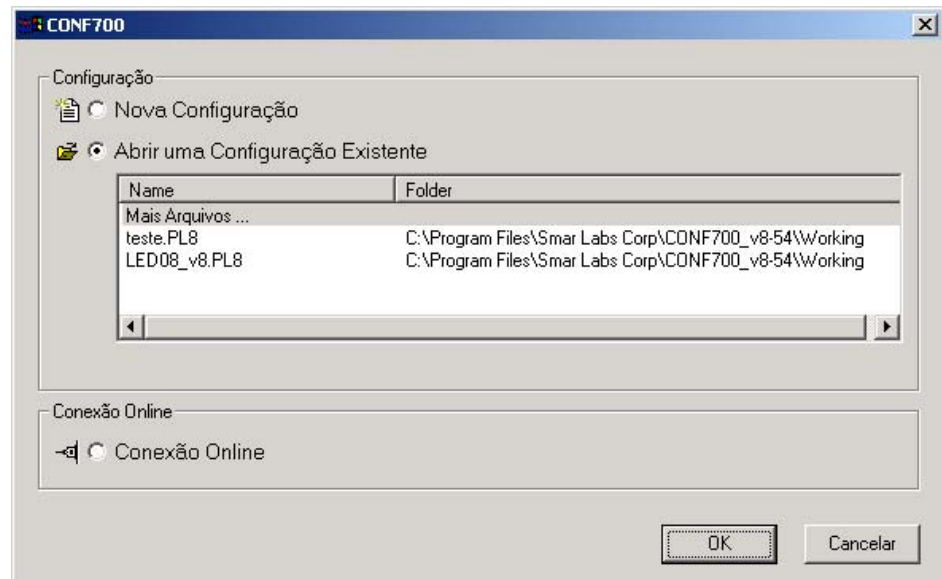 CONF700
Configuração
Nova Configuração
Abrir uma Configuração Existente
Name Folder
Mais Arquivos ...
teste.PL8 C:\Program Files\Smar Labs Corp\CONF700_v8-54\Working
LED08_v8.PL8 C:\Program Files\Smar Labs Corp\CONF700_v8-54\Working
Conexão Online
Conexão Online
OK Cancelar